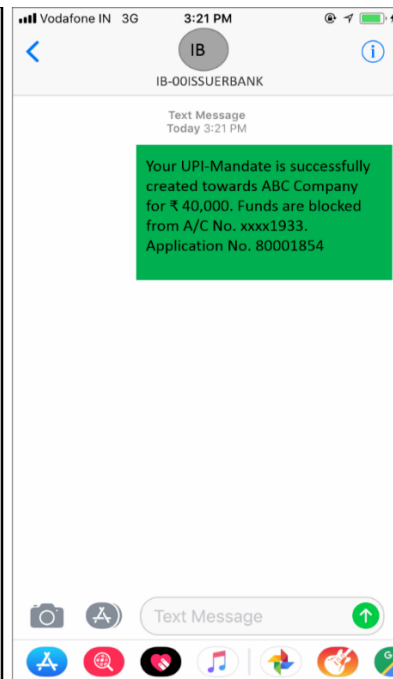 Vodafone IN 3G 3:21 PM
IB
IB-00ISSUERBANK
Text Message
Today 3:21 PM
Your UPI-Mandate is successfully
created towards ABC Company
for ₹ 40,000. Funds are blocked
from A/C No. xxxx1933.
Application No. 80001854
Text Message